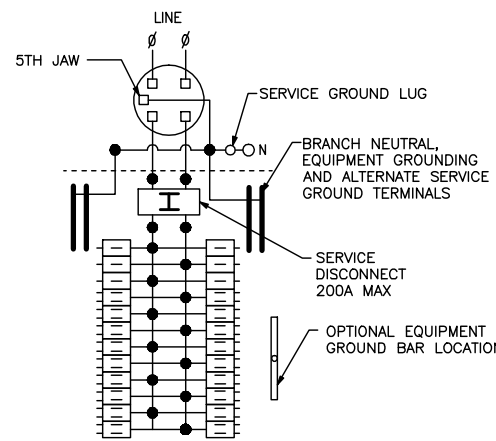 LINE
Ø Ø
5TH JAW
SERVICE GROUND LUG
N
BRANCH NEUTRAL,
EQUIPMENT GROUNDING
AND ALTERNATE SERVICE
GROUND TERMINALS
SERVICE
DISCONNECT
200A MAX
OPTIONAL EQUIPMENT
GROUND BAR LOCATION